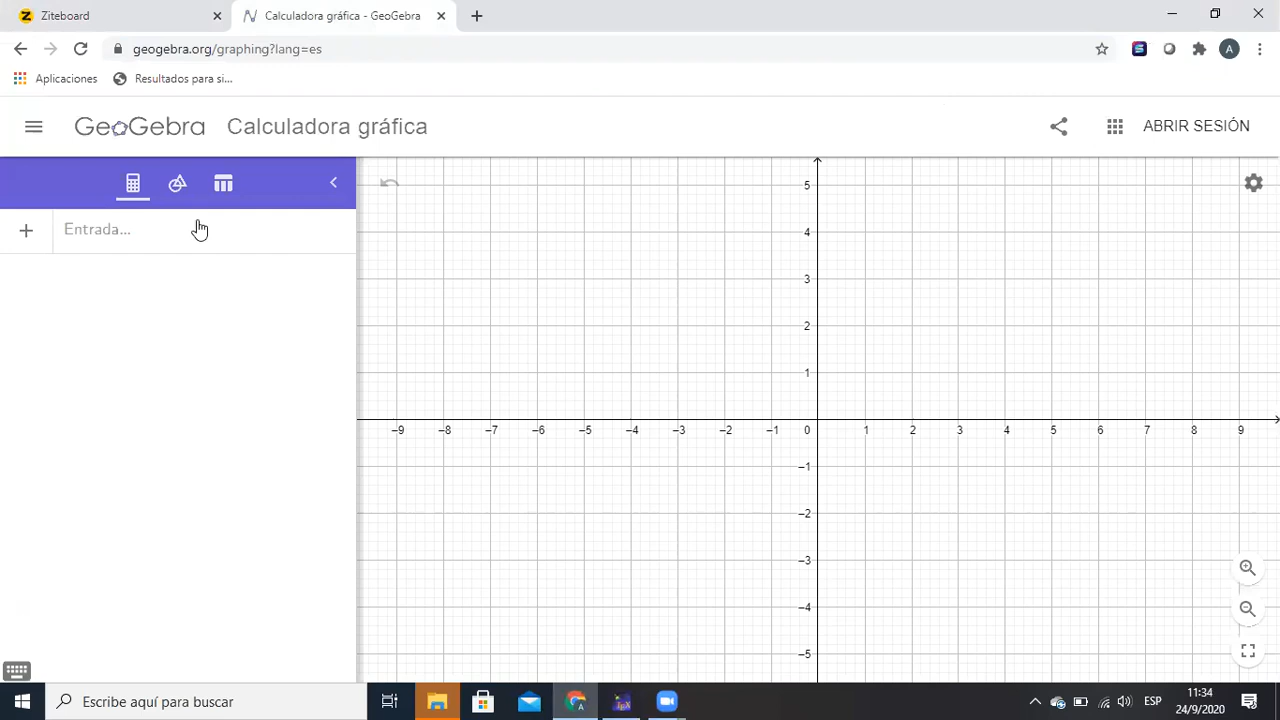 Ziteboard
Calculadora gráfica - GeoGebra
geogebra.org/graphing?lang=es
A
Aplicaciones
Resultados para si...
GeoGebra
Calculadora gráfica
ABRIR SESIÓN
Entrada...
5
4
3
2
1
–9 –8 –7 –6 –5 –4 –3 –2 –1 0 1 2 3 4 5 6 7 8 9
–1
–2
–3
–4
–5
Escribe aquí para buscar
ESP
11:34
24/9/2020